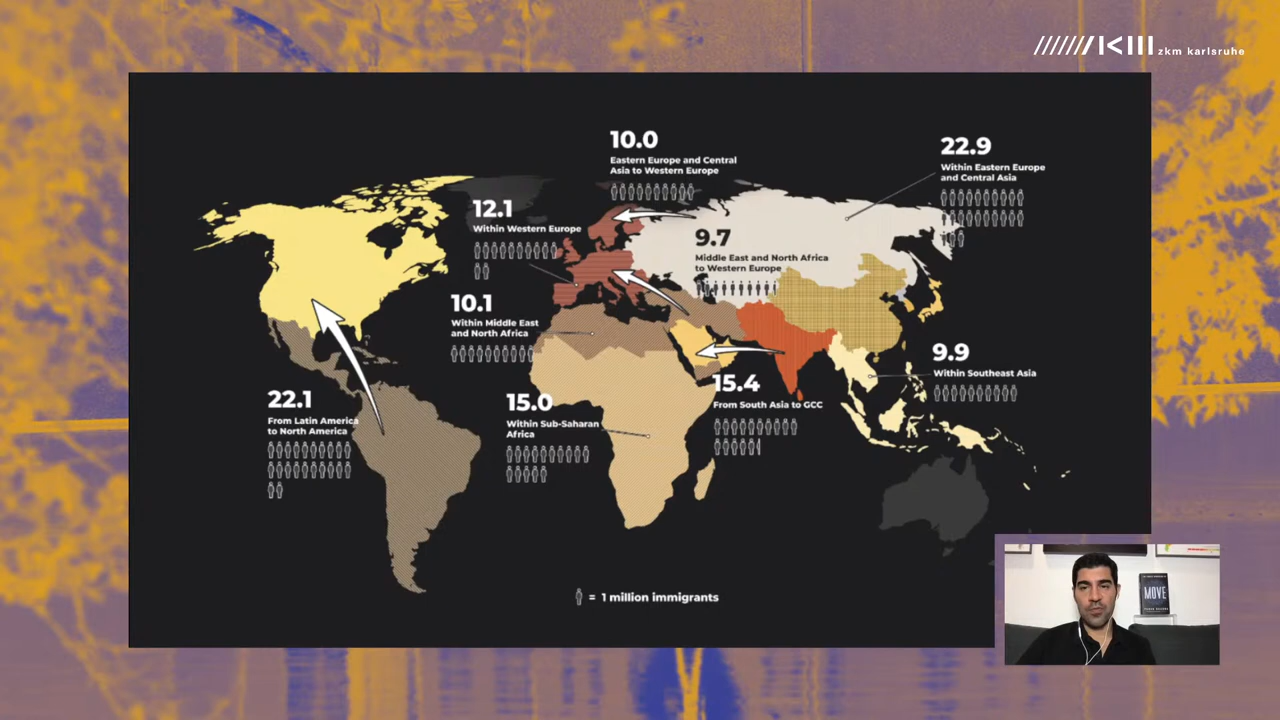 zkm karlsruhe
10.0
Eastern Europe and Central
Asia to Western Europe
22.9
Within Eastern Europe
and Central Asia
12.1
Within Western Europe
9.7
Middle East and North Africa
to Western Europe
10.1
Within Middle East
and North Africa
9.9
Within Southeast Asia
15.4
From South Asia to GCC
22.1
From Latin America
to North America
15.0
Within Sub-Saharan
Africa
= 1 million immigrants
MOVE